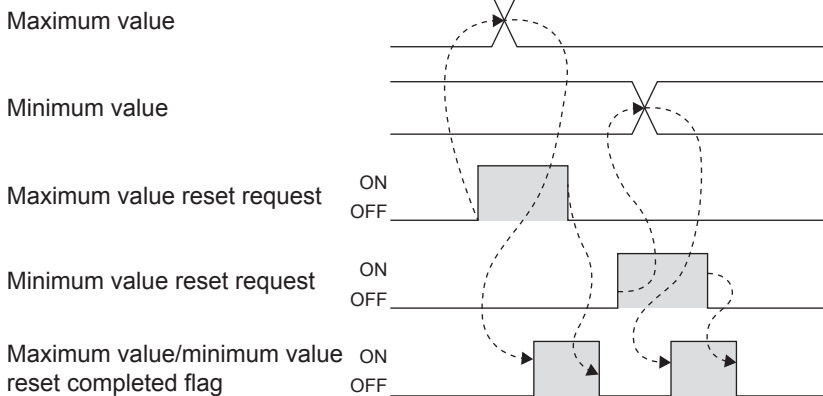 Maximum value
Minimum value
Maximum value reset request
ON
OFF
Minimum value reset request
ON
OFF
Maximum value/minimum value
reset completed flag
ON
OFF